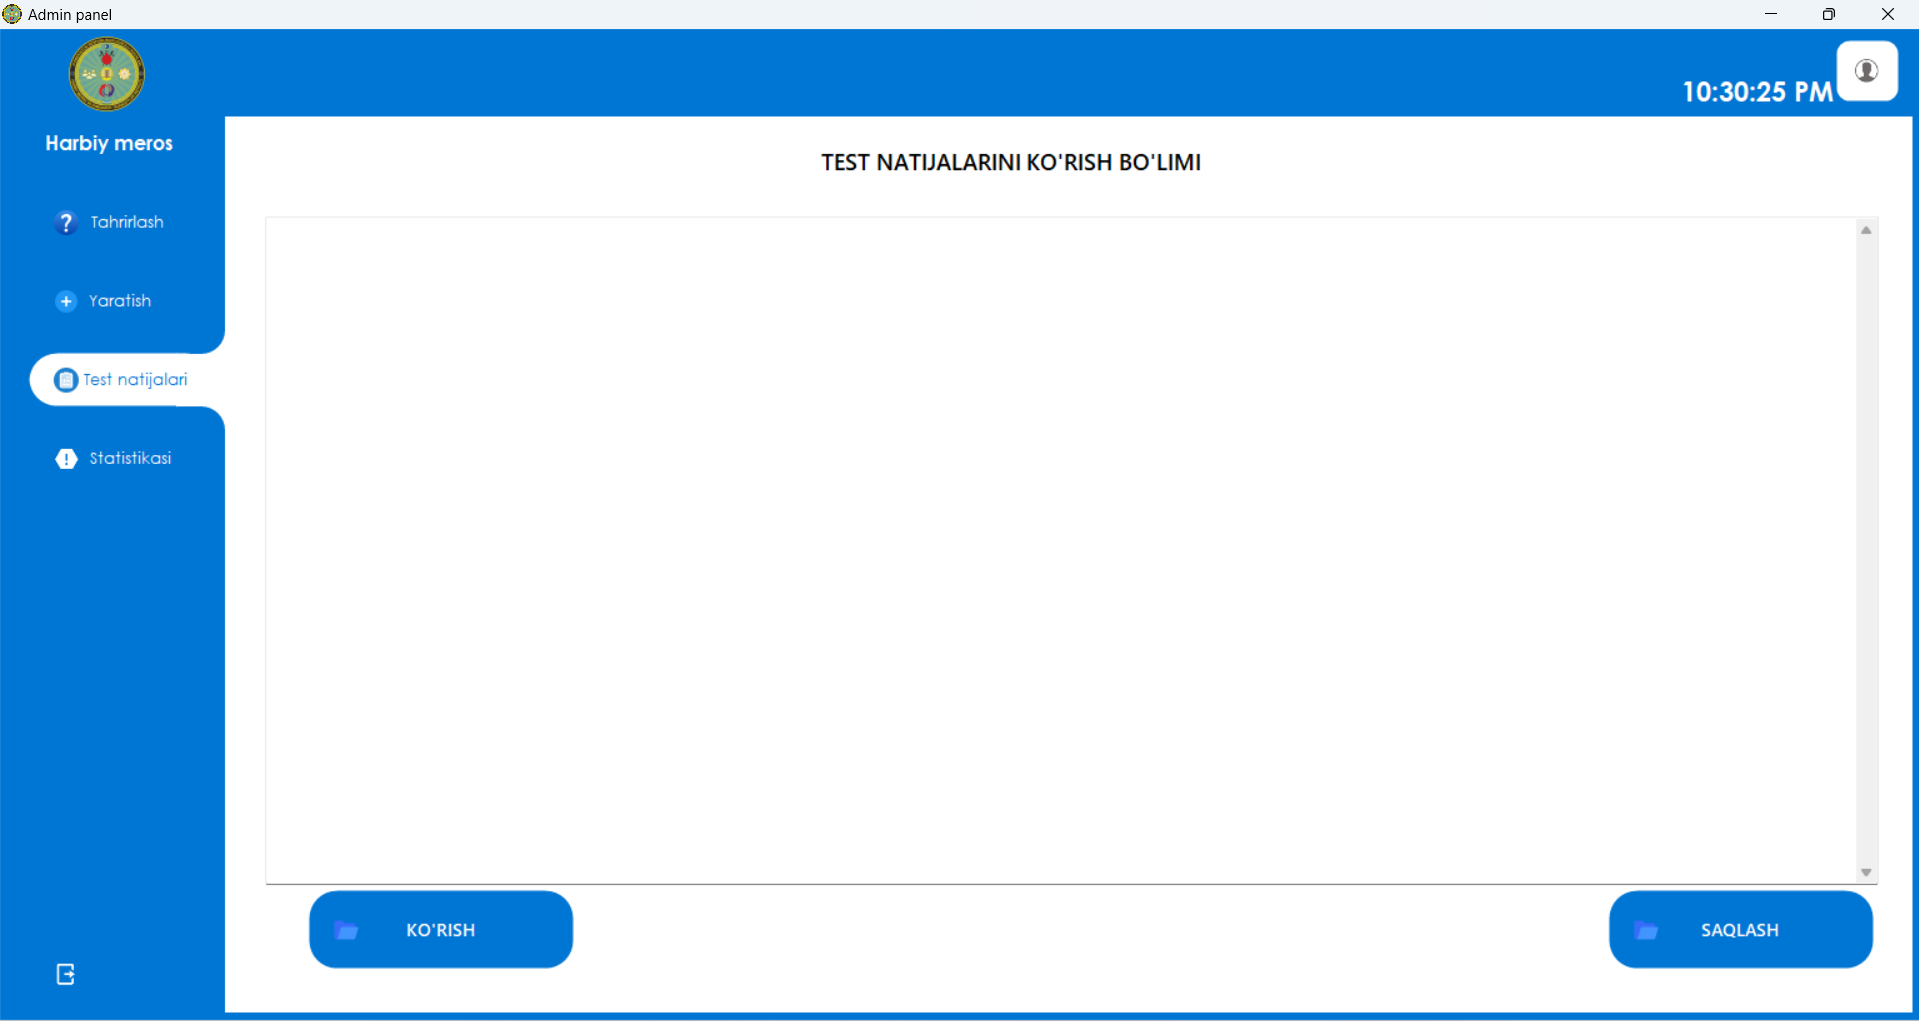 Admin panel
10:30:25 PM
Harbiy meros
Tahrirlash
Yaratish
Test natijalari
Statistikasi
TEST NATIJALARINI KO'RISH BO'LIMI
KO'RISH
SAQLASH